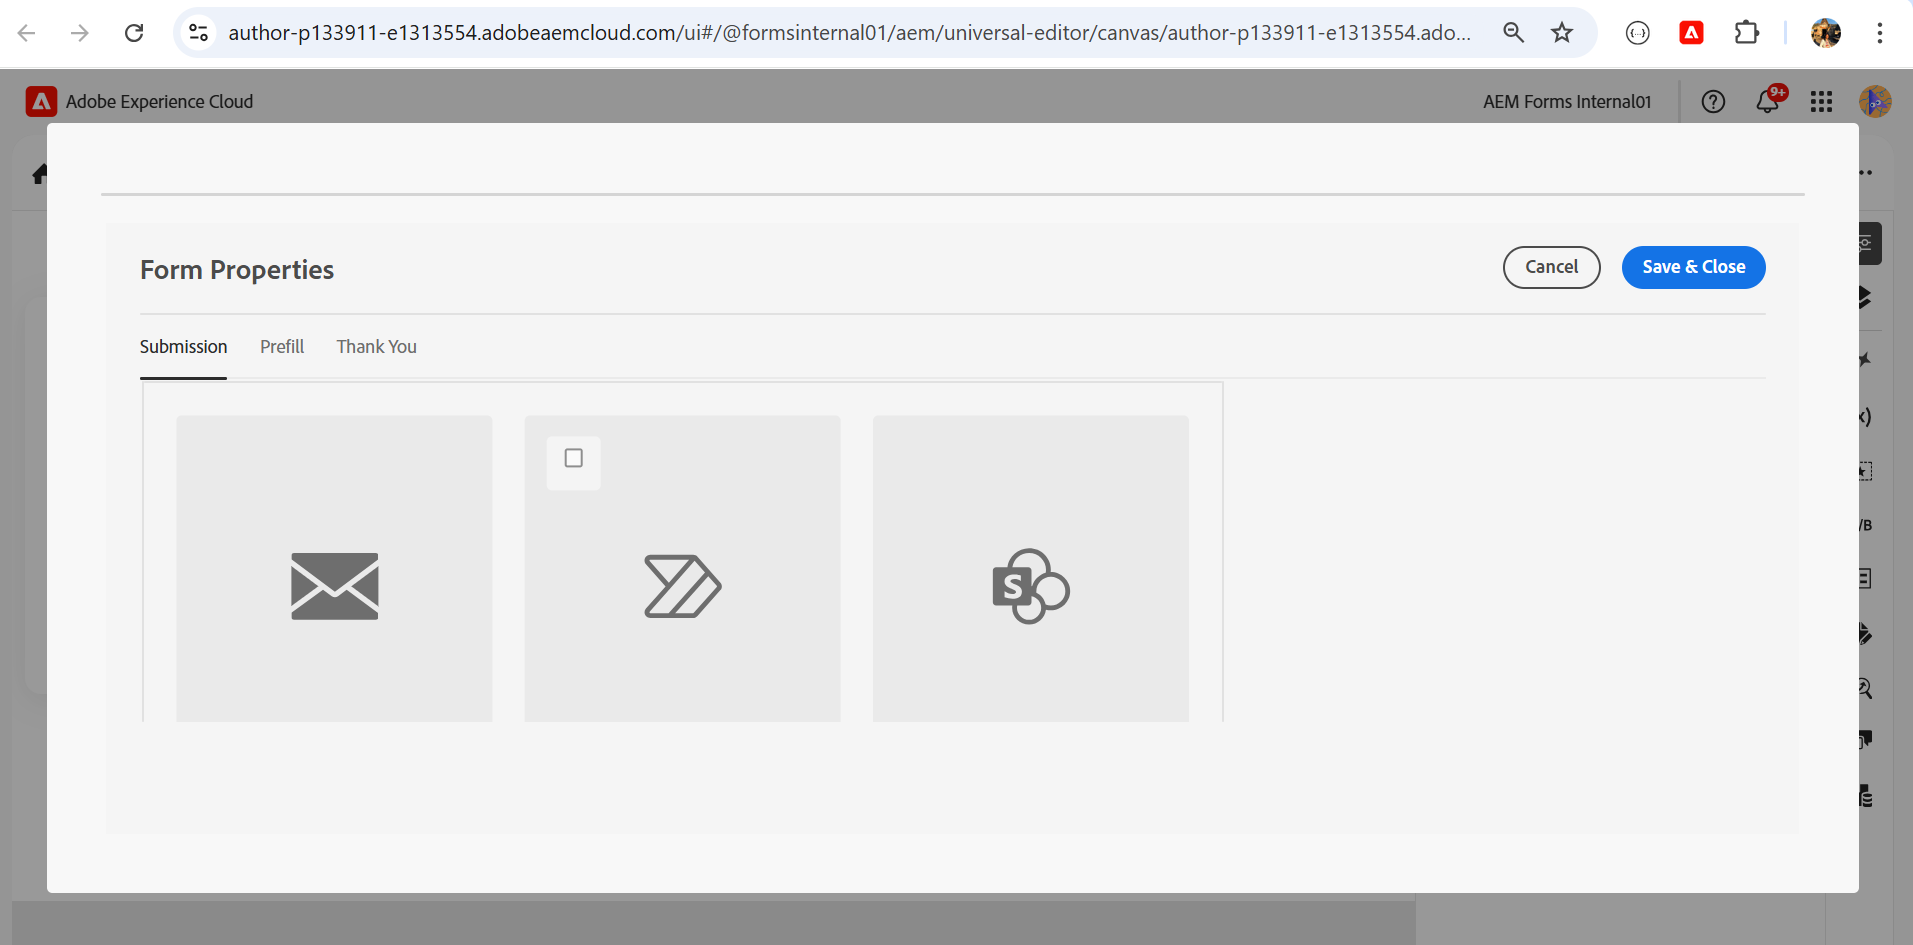 author-p133911-e1313554.adobeaemcloud.com/ui#/@formsinternal01/aem/universal-editor/canvas/author-p133911-e1313554.ado...
Adobe Experience Cloud
AEM Forms Internal01
9+
Form Properties
Cancel
Save & Close
Submission
Prefill
Thank You
S
/B